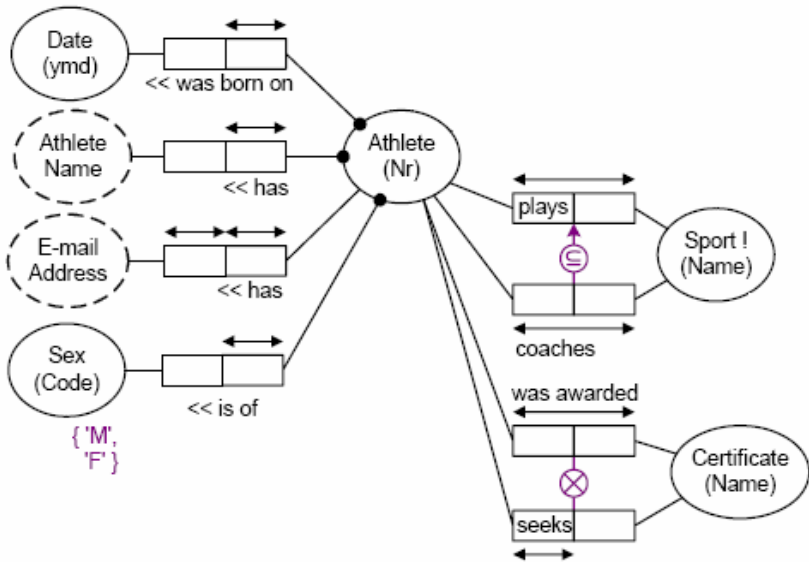 Date
(ymd)
<< was born on
Athlete
Name
<< has
E-mail
Address
<< has
Sex
(Code)
<< is of
{ 'M',
'F' }
Athlete
(Nr)
plays
Sport !
(Name)
coaches
was awarded
Certificate
(Name)
seeks